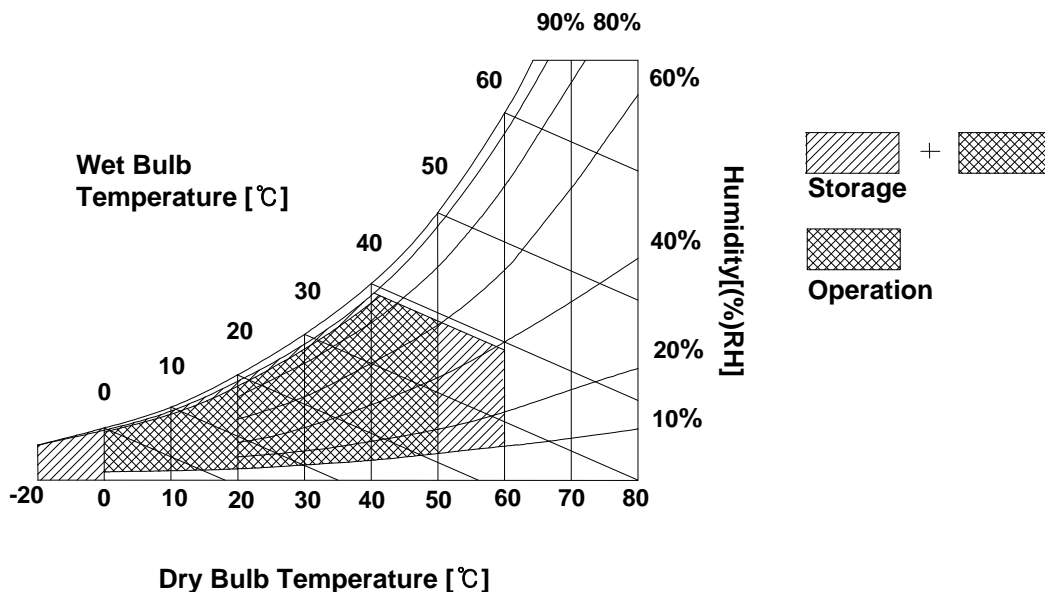 90% 80%
60
60%
50
Wet Bulb
Temperature [℃]
40
40%
30
20
20%
10
10%
0
Humidity[(%)RH]
-20 0 10 20 30 40 50 60 70 80
Dry Bulb Temperature [℃]
+
Storage
Operation